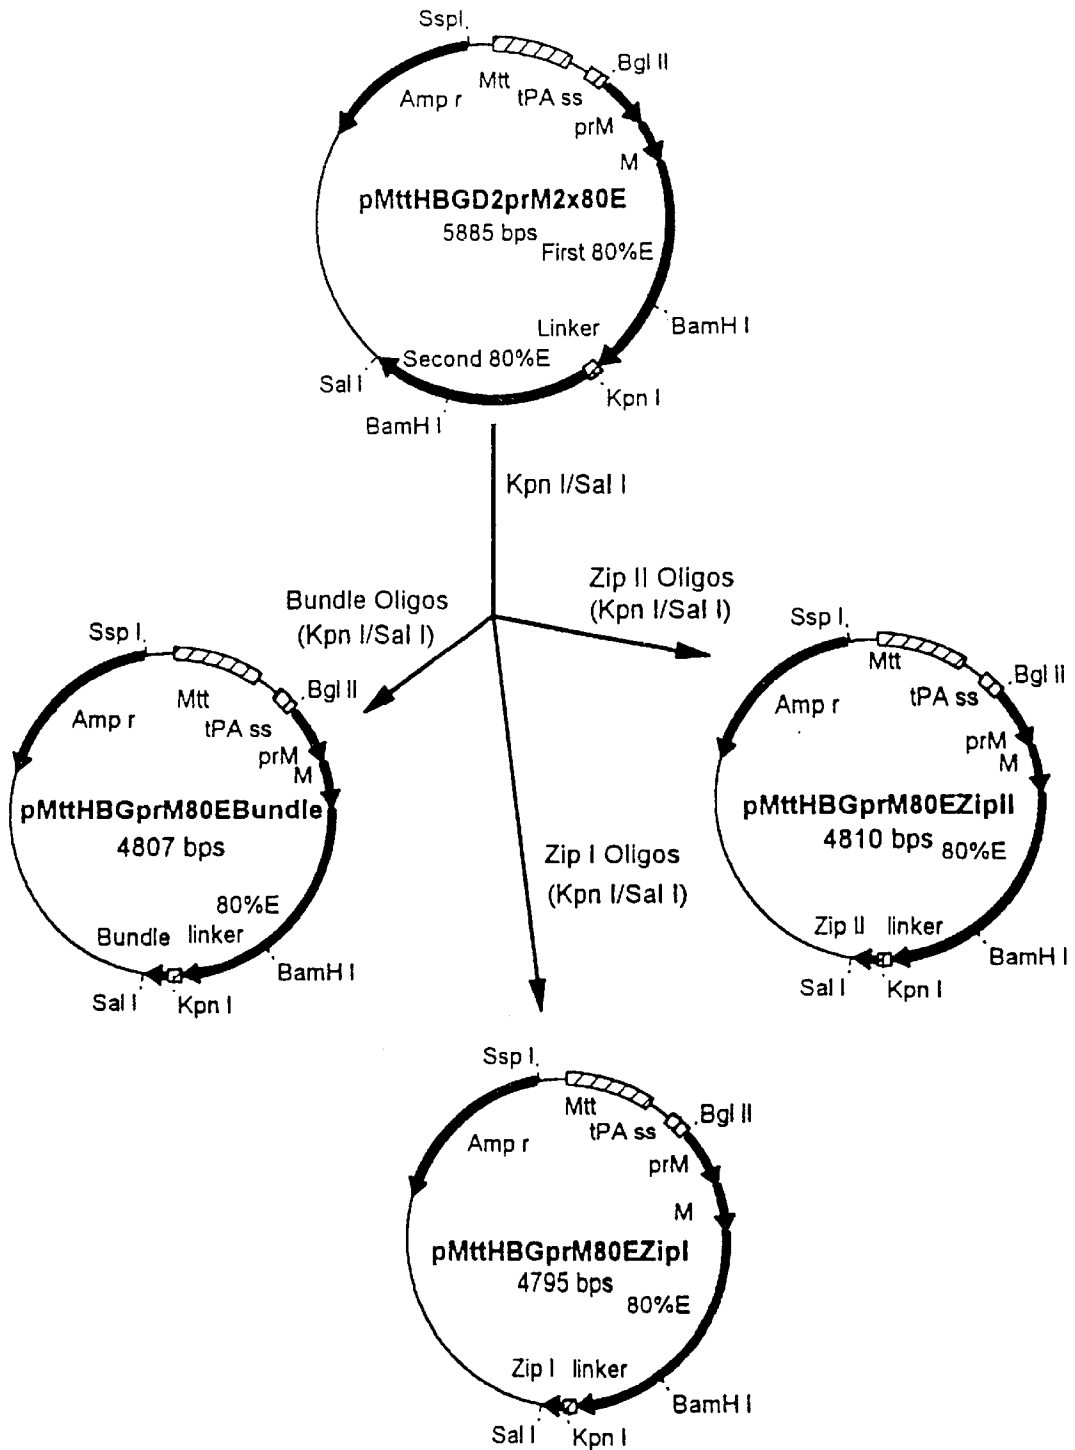 SspI
Mtt
tPA ss
Bgl II
Amp r
prM
M
pMttHBGD2prM2x80E
5885 bps
First 80%E
BamH I
Linker
Second 80%E
Kpn I
Sal I
BamH I
Kpn I/Sal I
Bundle Oligos
(Kpn I/Sal I)
Zip II Oligos
(Kpn I/Sal I)
Zip I Oligos
(Kpn I/Sal I)
Ssp I
Mtt
Bgl II
Amp r
tPA ss
prM
M
pMttHBGprM80EBundle
4807 bps
80%E
Bundle linker
BamH I
Sal I
Kpn I
Ssp I
Mtt
Bgl II
Amp r
tPA ss
prM
M
pMttHBGprM80EZipII
4810 bps
80%E
Zip II linker
BamH I
Sal I
Kpn I
Ssp I
Mtt
Bgl II
tPA ss
Amp r
prM
M
pMttHBGprM80EZipI
4795 bps
80%E
Zip I linker
BamH I
Sal I
Kpn I